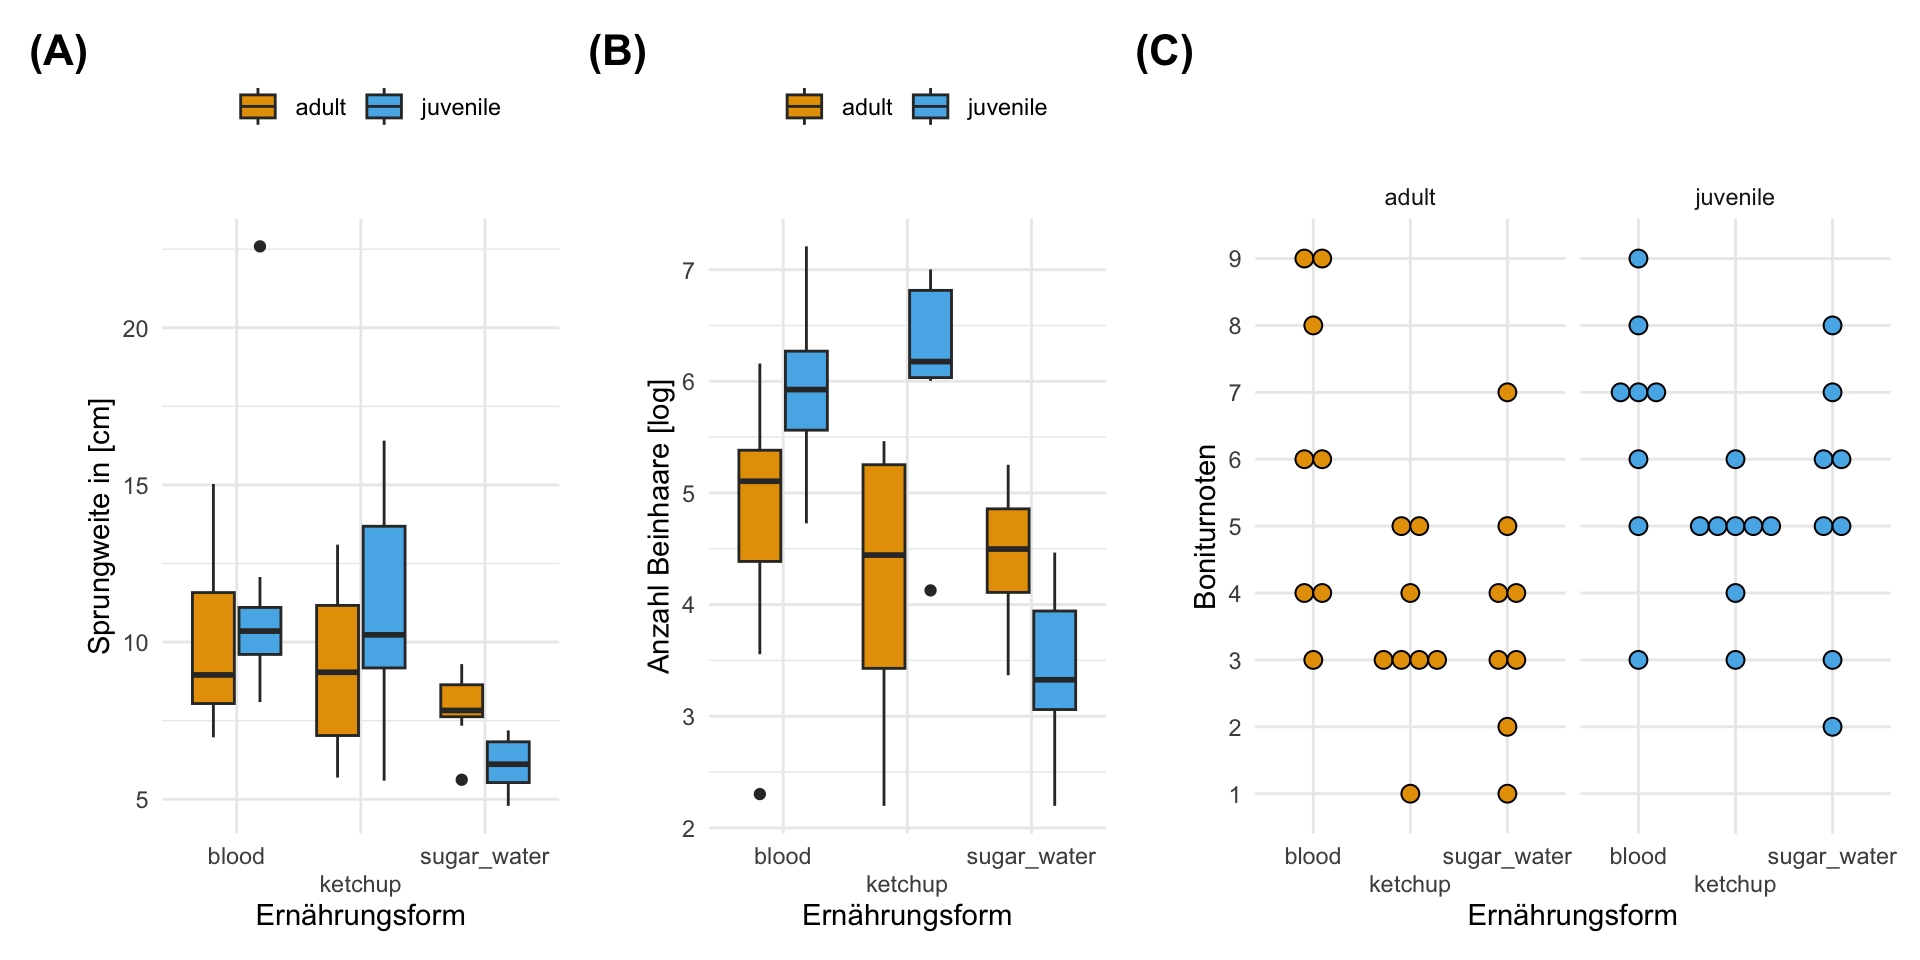 (A)
adult juvenile
Sprungweite in [cm]
20
15
10
5
blood sugar_water
ketchup
Ernährungsform
(B)
adult juvenile
Anzahl Beinhaare [log]
7
6
5
4
3
2
blood sugar_water
ketchup
Ernährungsform
(C)
adult juvenile
Boniturnoten
9
8
7
6
5
4
3
2
1
blood sugar_water blood sugar_water
ketchup ketchup
Ernährungsform